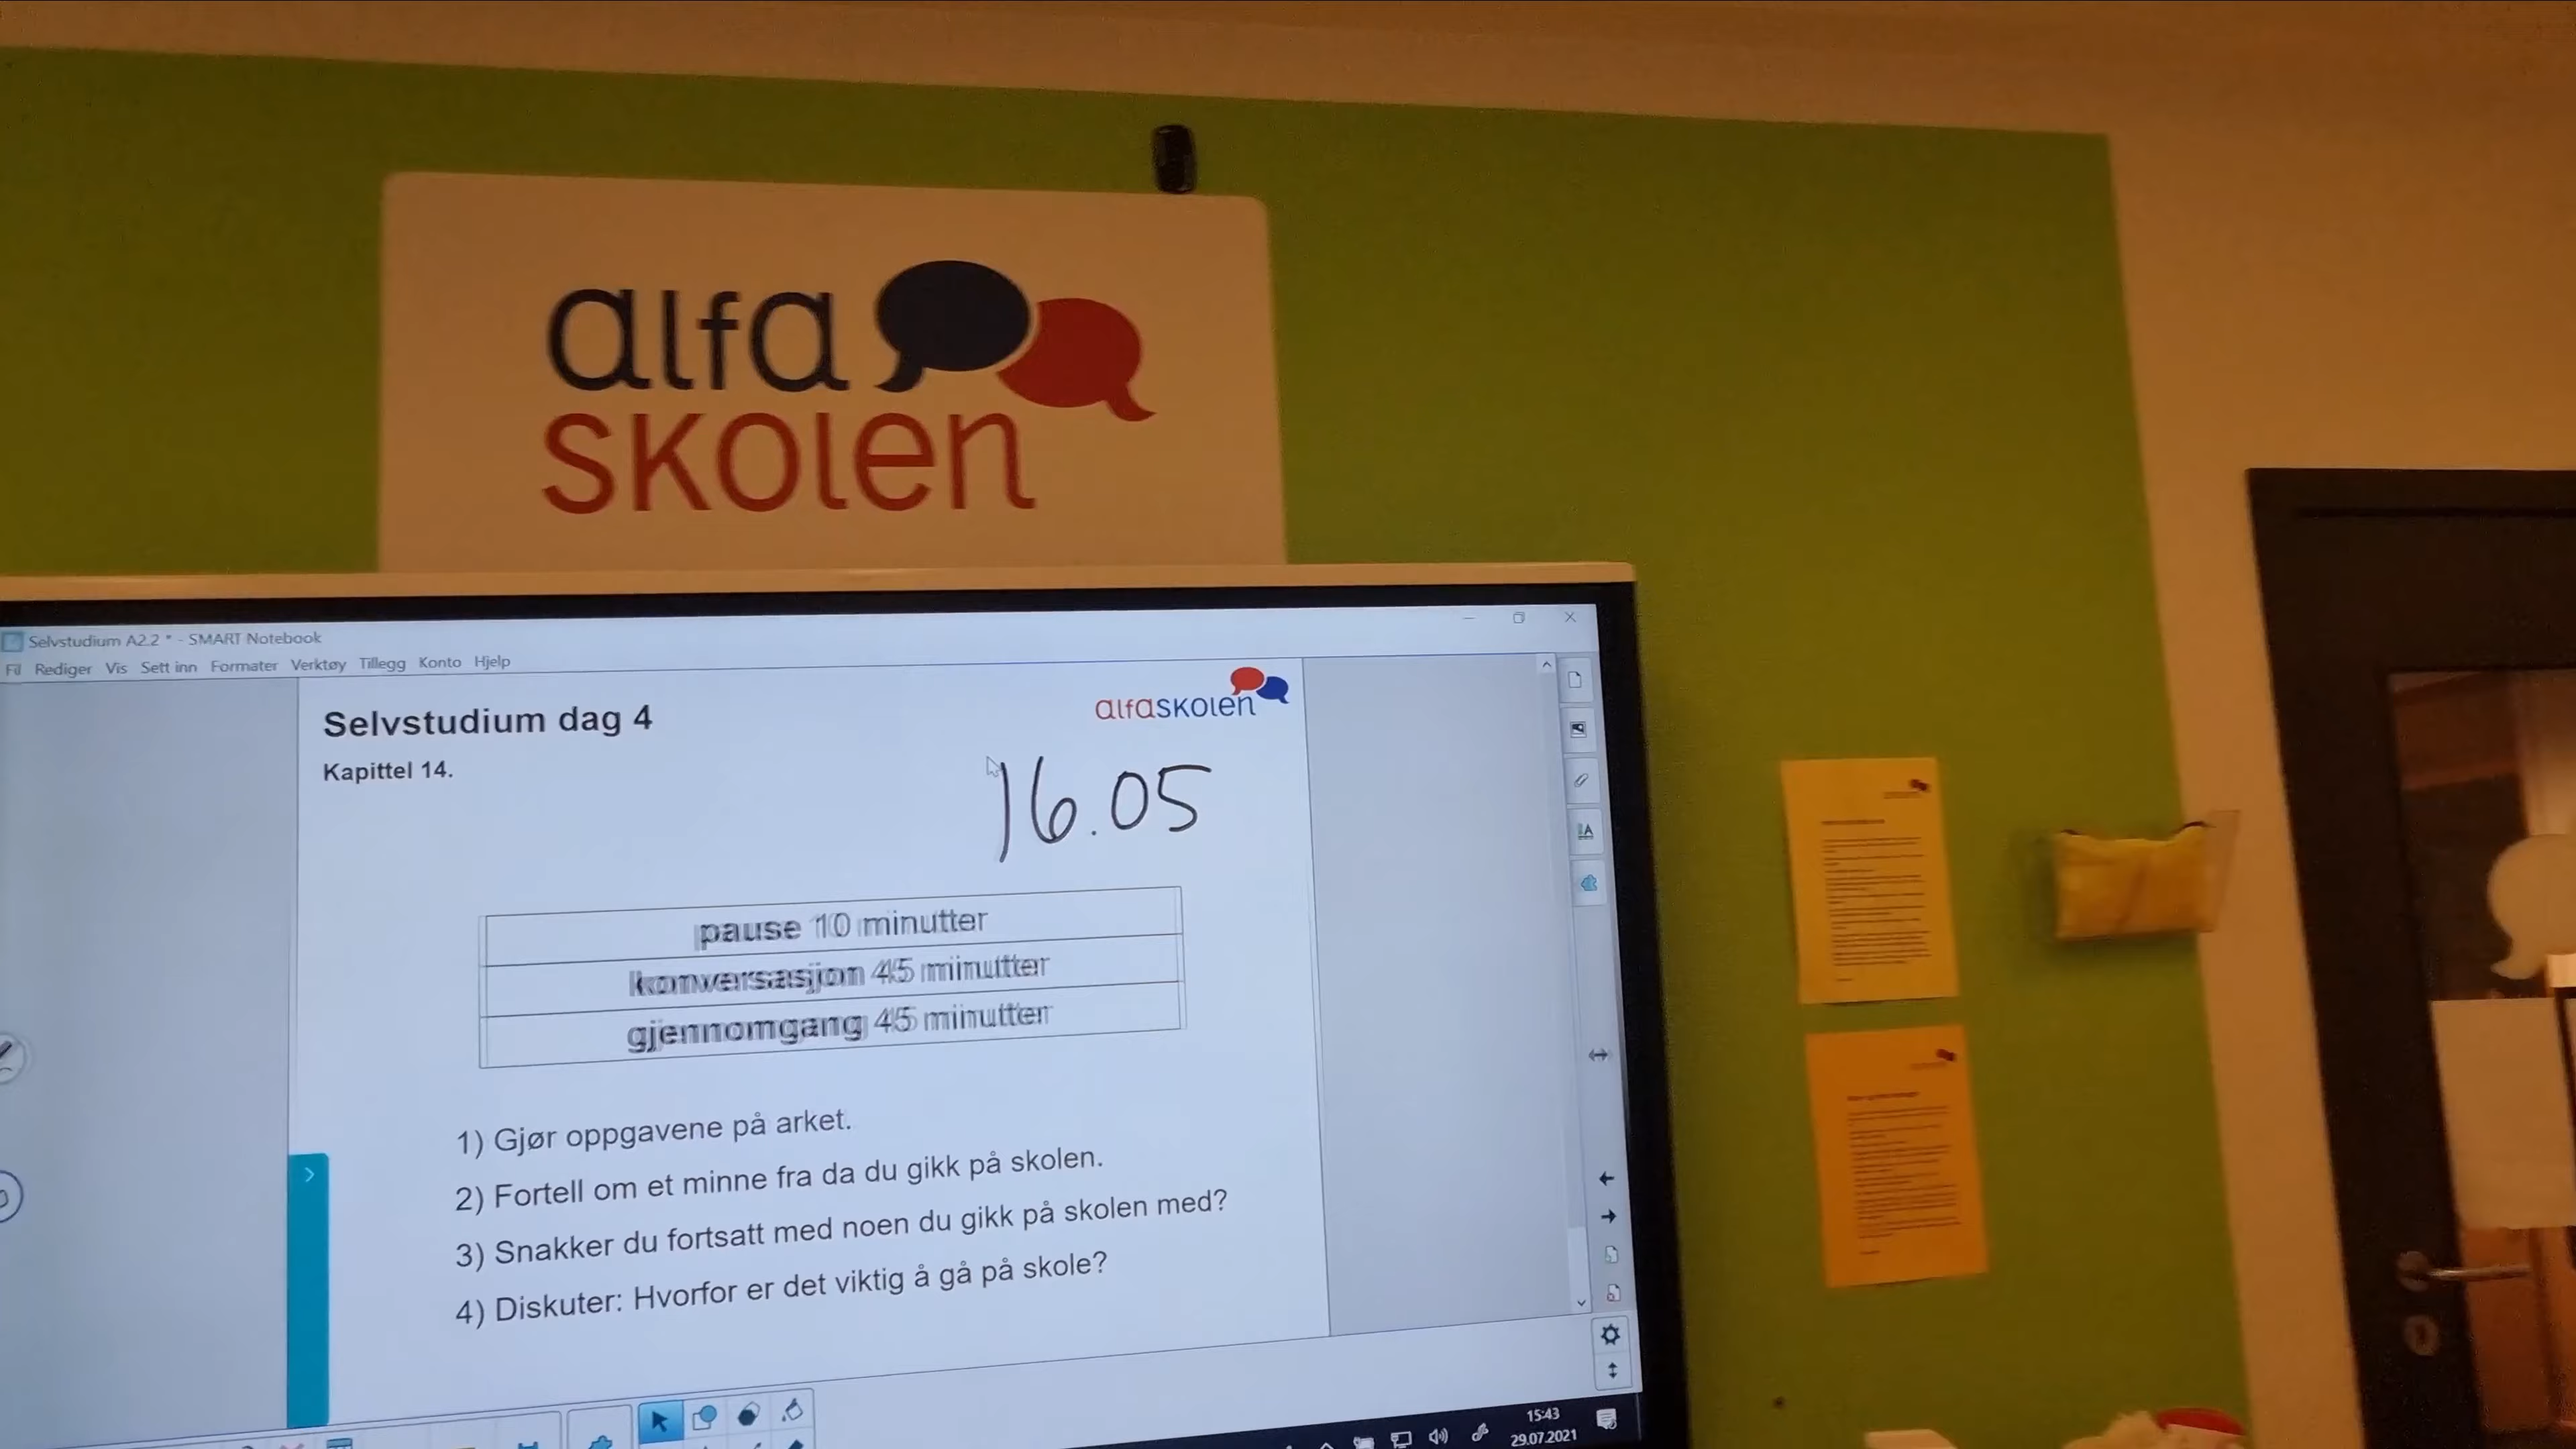 alfa
skolen
Selvstudium A2.2 * - SMART Notebook
Fil Rediger Vis Sett inn Formater Verktøy Tillegg Konto Hjelp
Selvstudium dag 4
alfaskolen
Kapittel 14.
16.05
pause 10 minutter
konversasjon 45 minutter
gjennomgang 45 minutter
1) Gjør oppgavene på arket.
2) Fortell om et minne fra da du gikk på skolen.
3) Snakker du fortsatt med noen du gikk på skolen med?
4) Diskuter: Hvorfor er det viktig å gå på skole?
15:43
29.07.2021